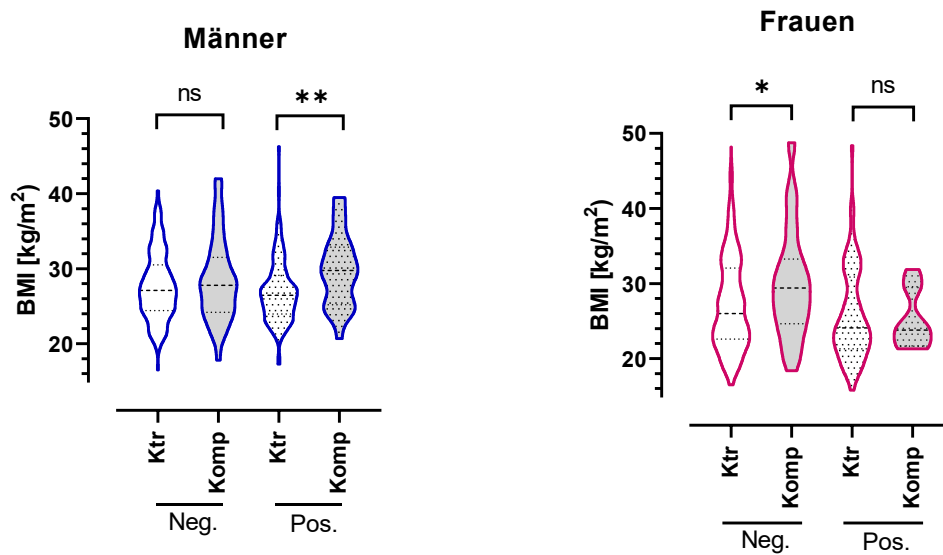 Männer
ns
**
BMI [kg/m²]
50
40
30
20
Ktr
Komp
Ktr
Komp
Neg.
Pos.
Frauen
*
ns
BMI [kg/m²]
50
40
30
20
Ktr
Komp
Ktr
Komp
Neg.
Pos.